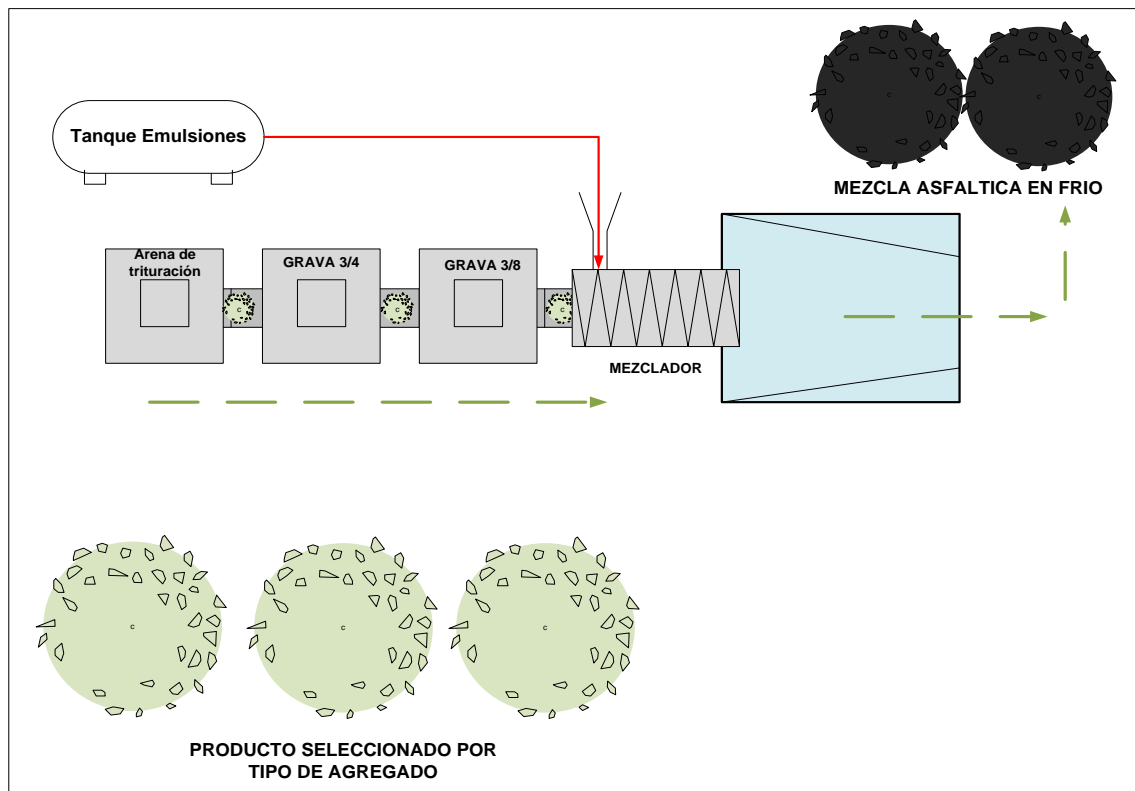 Tanque Emulsiones
MEZCLA ASFALTICA EN FRIO
Arena de
trituración
GRAVA 3/4
GRAVA 3/8
MEZCLADOR
PRODUCTO SELECCIONADO POR
TIPO DE AGREGADO